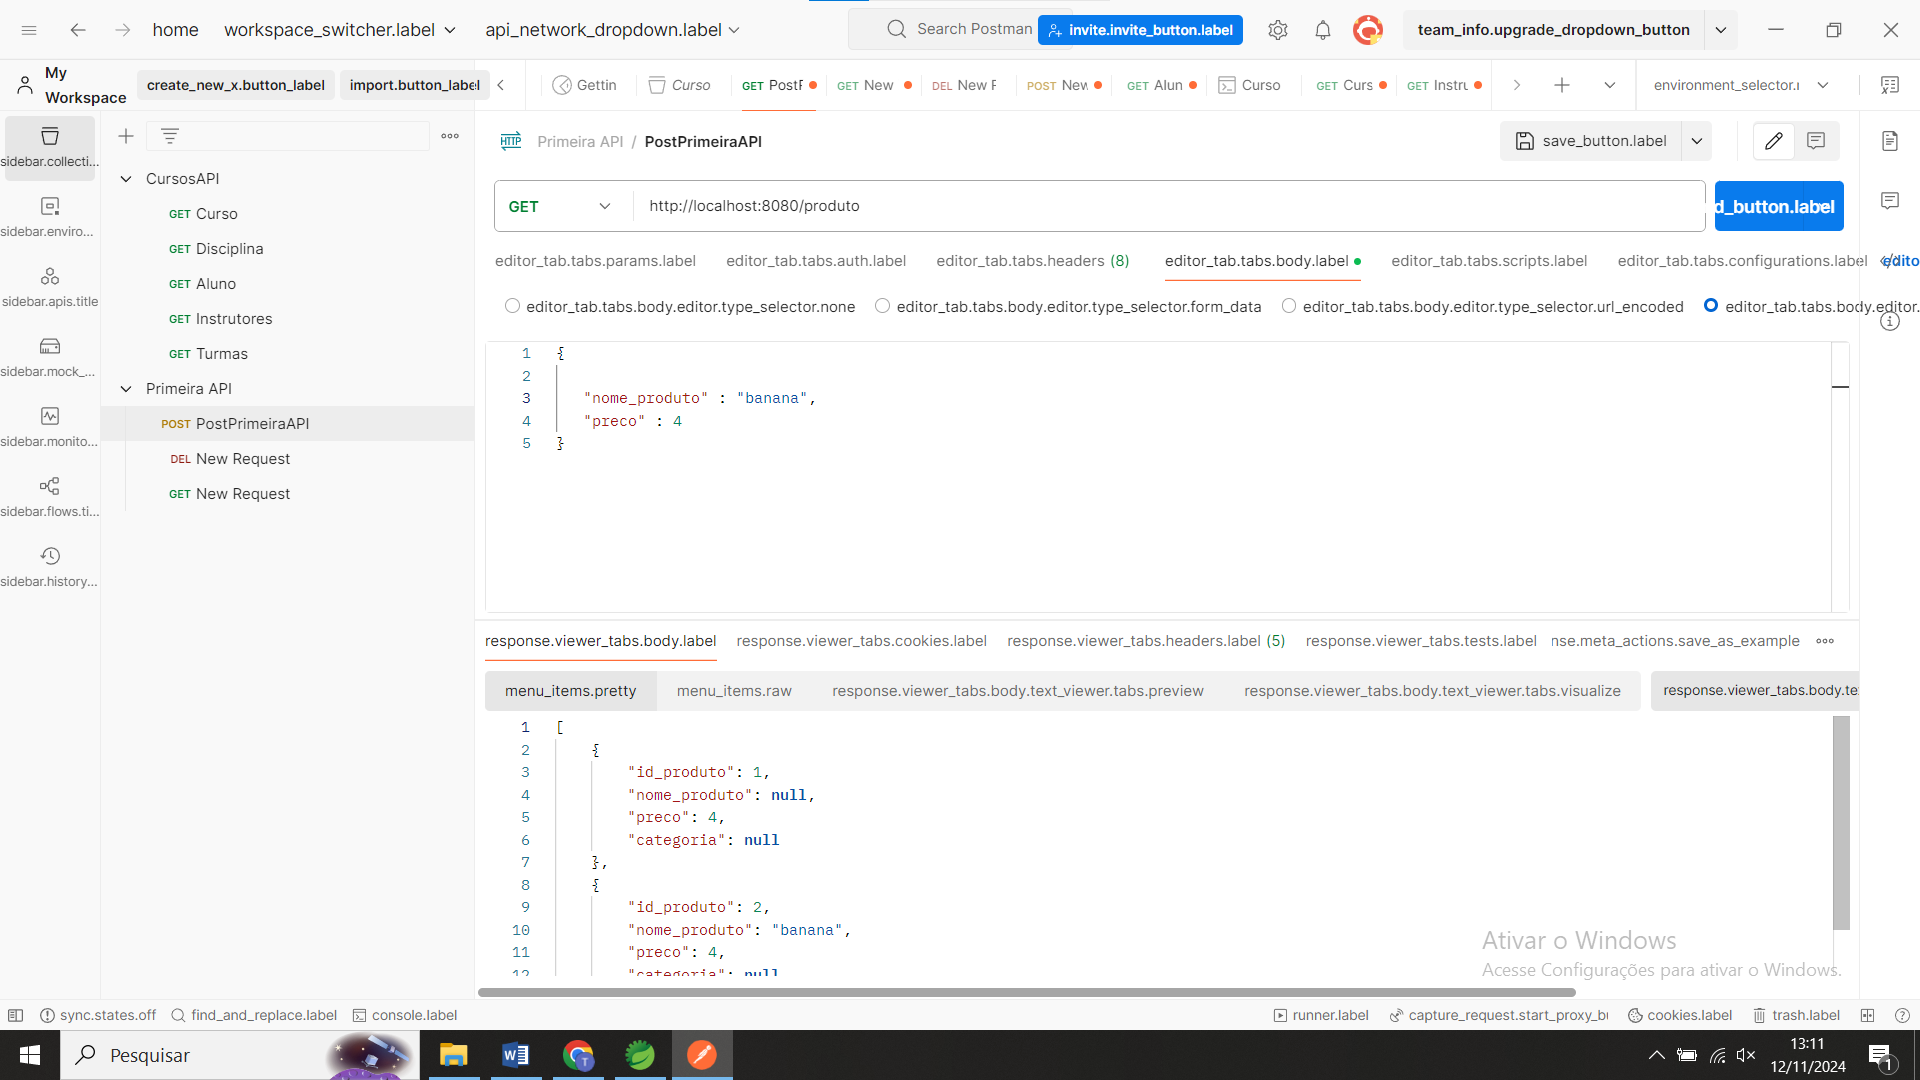 home workspace_switcher.label api_network_dropdown.label Search Postman invite.invite_button.label team_info.upgrade_dropdown_button
My Workspace create_new_x.button_label import.button_label
Gettin Curso GET PostF GET New DEL New F POST New GET Alun Curso GET Curs GET Instru environment_selector.
sidebar.collecti...
sidebar.enviro...
sidebar.apis.title
sidebar.mock_...
sidebar.monito...
sidebar.flows.ti...
sidebar.history...
CursosAPI
GET Curso
GET Disciplina
GET Aluno
GET Instrutores
GET Turmas
Primeira API
POST PostPrimeiraAPI
DEL New Request
GET New Request
HTTP Primeira API / PostPrimeiraAPI save_button.label
GET http://localhost:8080/produto d_button.label
editor_tab.tabs.params.label editor_tab.tabs.auth.label editor_tab.tabs.headers (8) editor_tab.tabs.body.label editor_tab.tabs.scripts.label editor_tab.tabs.configurations.label edito
editor_tab.tabs.body.editor.type_selector.none editor_tab.tabs.body.editor.type_selector.form_data editor_tab.tabs.body.editor.type_selector.url_encoded editor_tab.tabs.body.editor.
1 {
2
3 "nome_produto" : "banana",
4 "preco" : 4
5 }
response.viewer_tabs.body.label response.viewer_tabs.cookies.label response.viewer_tabs.headers.label (5) response.viewer_tabs.tests.label nse.meta_actions.save_as_example
menu_items.pretty menu_items.raw response.viewer_tabs.body.text_viewer.tabs.preview response.viewer_tabs.body.text_viewer.tabs.visualize response.viewer_tabs.body.te
1 [
2 {
3 "id_produto": 1,
4 "nome_produto": null,
5 "preco": 4,
6 "categoria": null
7 },
8 {
9 "id_produto": 2,
10 "nome_produto": "banana",
11 "preco": 4,
12 "categoria": null
Ativar o Windows
Acesse Configurações para ativar o Windows.
sync.states.off find_and_replace.label console.label runner.label capture_request.start_proxy_bu cookies.label trash.label
Pesquisar
13:11
12/11/2024
1